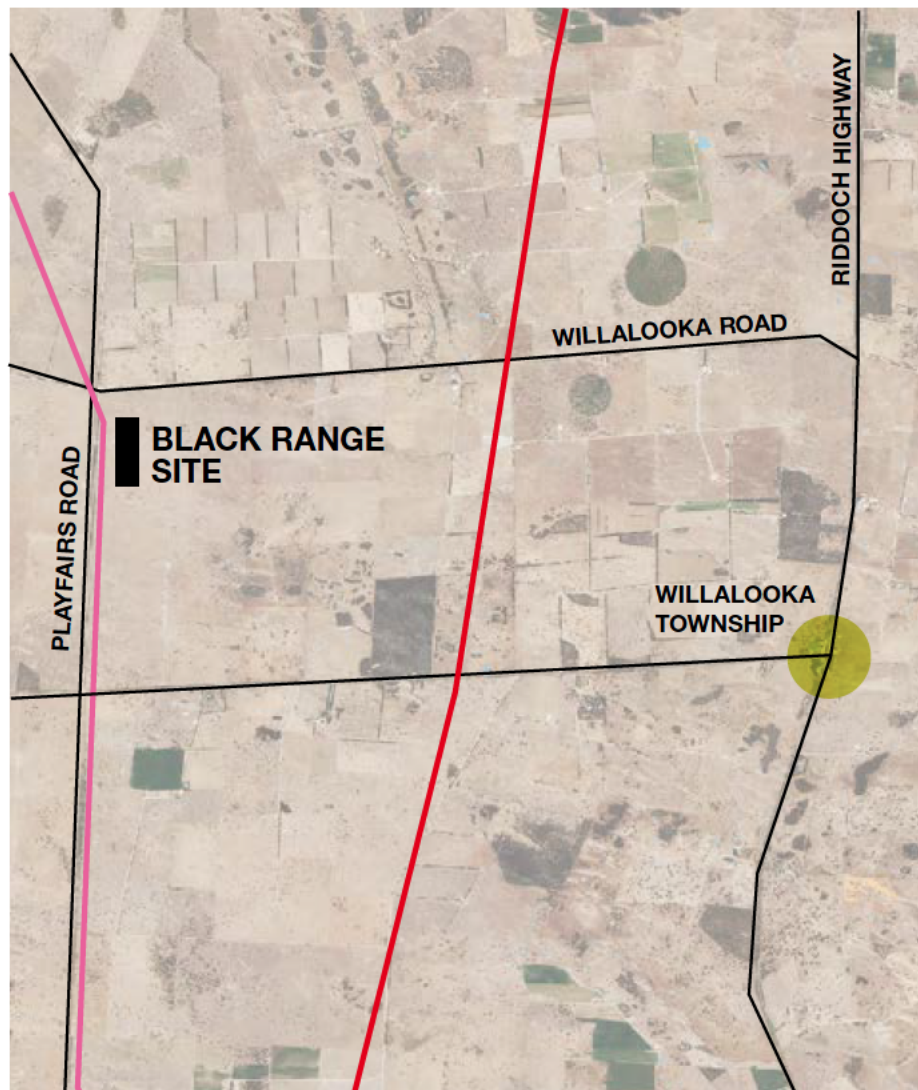 RIDDOCH HIGHWAY
WILLALOOKA ROAD
BLACK RANGE
SITE
PLAYFAIRS ROAD
WILLALOOKA
TOWNSHIP